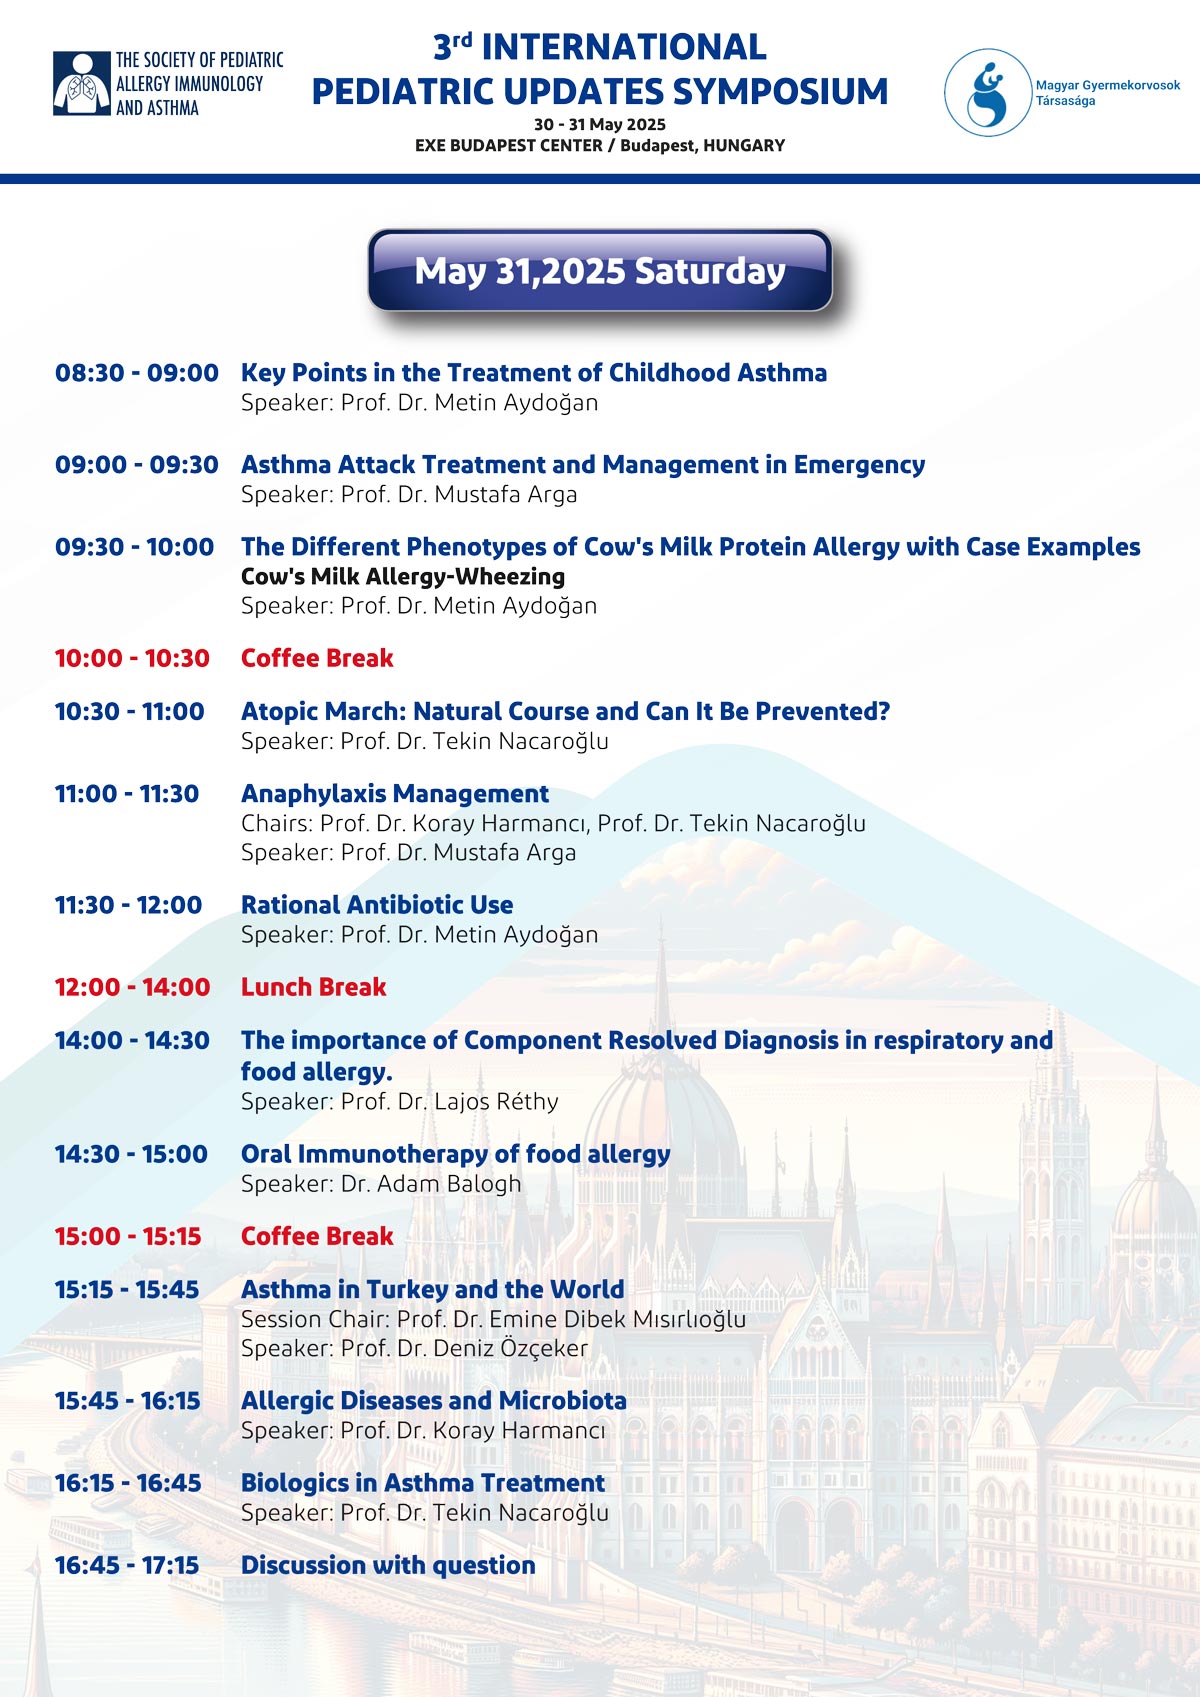 THE SOCIETY OF PEDIATRIC
ALLERGY IMMUNOLOGY
AND ASTHMA
3rd INTERNATIONAL
PEDIATRIC UPDATES SYMPOSIUM
30 - 31 May 2025
EXE BUDAPEST CENTER / Budapest, HUNGARY
Magyar Gyermekorvosok
Társasága
May 31,2025 Saturday
08:30 - 09:00 Key Points in the Treatment of Childhood Asthma
Speaker: Prof. Dr. Metin Aydoğan
09:00 - 09:30 Asthma Attack Treatment and Management in Emergency
Speaker: Prof. Dr. Mustafa Arga
09:30 - 10:00 The Different Phenotypes of Cow's Milk Protein Allergy with Case Examples
Cow's Milk Allergy-Wheezing
Speaker: Prof. Dr. Metin Aydoğan
10:00 - 10:30 Coffee Break
10:30 - 11:00 Atopic March: Natural Course and Can It Be Prevented?
Speaker: Prof. Dr. Tekin Nacaroğlu
11:00 - 11:30 Anaphylaxis Management
Chairs: Prof. Dr. Koray Harmancı, Prof. Dr. Tekin Nacaroğlu
Speaker: Prof. Dr. Mustafa Arga
11:30 - 12:00 Rational Antibiotic Use
Speaker: Prof. Dr. Metin Aydoğan
12:00 - 14:00 Lunch Break
14:00 - 14:30 The importance of Component Resolved Diagnosis in respiratory and
food allergy.
Speaker: Prof. Dr. Lajos Réthy
14:30 - 15:00 Oral Immunotherapy of food allergy
Speaker: Dr. Adam Balogh
15:00 - 15:15 Coffee Break
15:15 - 15:45 Asthma in Turkey and the World
Session Chair: Prof. Dr. Emine Dibek Mısırlıoğlu
Speaker: Prof. Dr. Deniz Özçeker
15:45 - 16:15 Allergic Diseases and Microbiota
Speaker: Prof. Dr. Koray Harmancı
16:15 - 16:45 Biologics in Asthma Treatment
Speaker: Prof. Dr. Tekin Nacaroğlu
16:45 - 17:15 Discussion with question